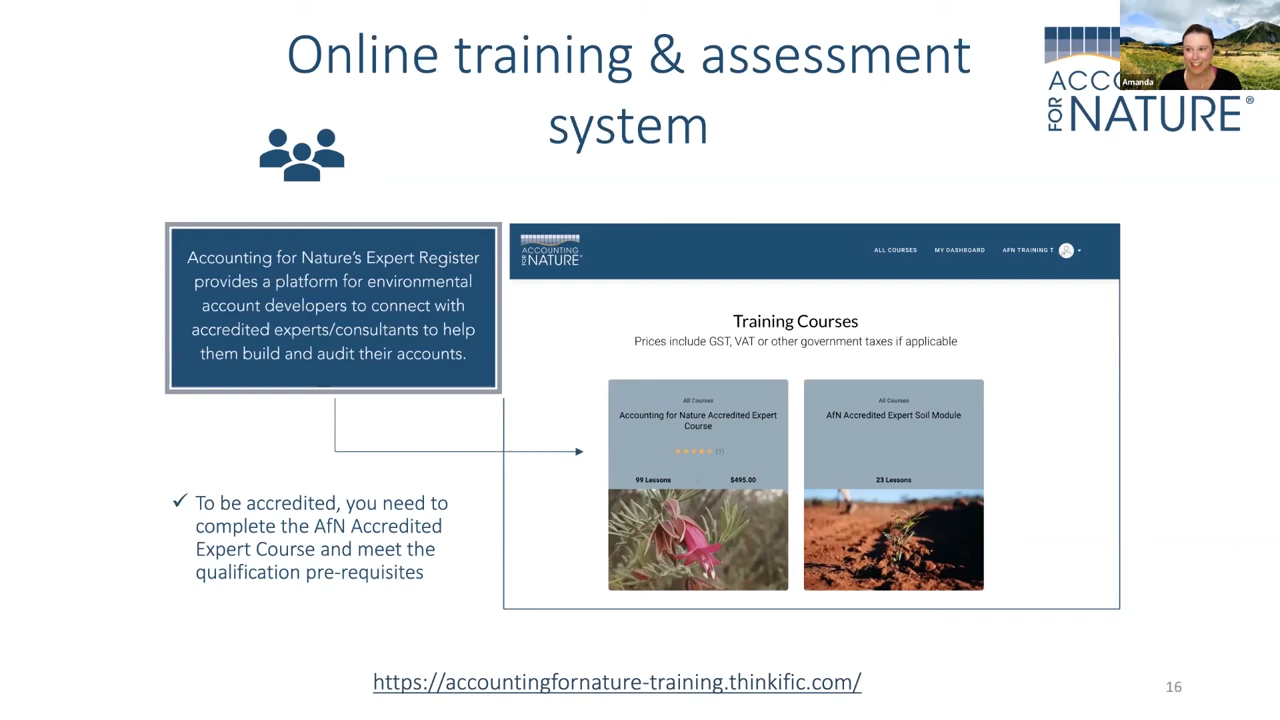 Online training & assessment
system
Amanda
ACCO
FOR NATURE®
Accounting for Nature's Expert Register
provides a platform for environmental
account developers to connect with
accredited experts/consultants to help
them build and audit their accounts.
✓ To be accredited, you need to
complete the AfN Accredited
Expert Course and meet the
qualification pre-requisites
ACCOUNTING
FOR NATURE
ALL COURSES MY DASHBOARD AFN TRAINING T
Training Courses
Prices include GST, VAT or other government taxes if applicable
All Courses
Accounting for Nature Accredited Expert
Course
★★★★★ (1)
99 Lessons $495.00
All Courses
AfN Accredited Expert Soil Module
23 Lessons
https://accountingfornature-training.thinkific.com/
16